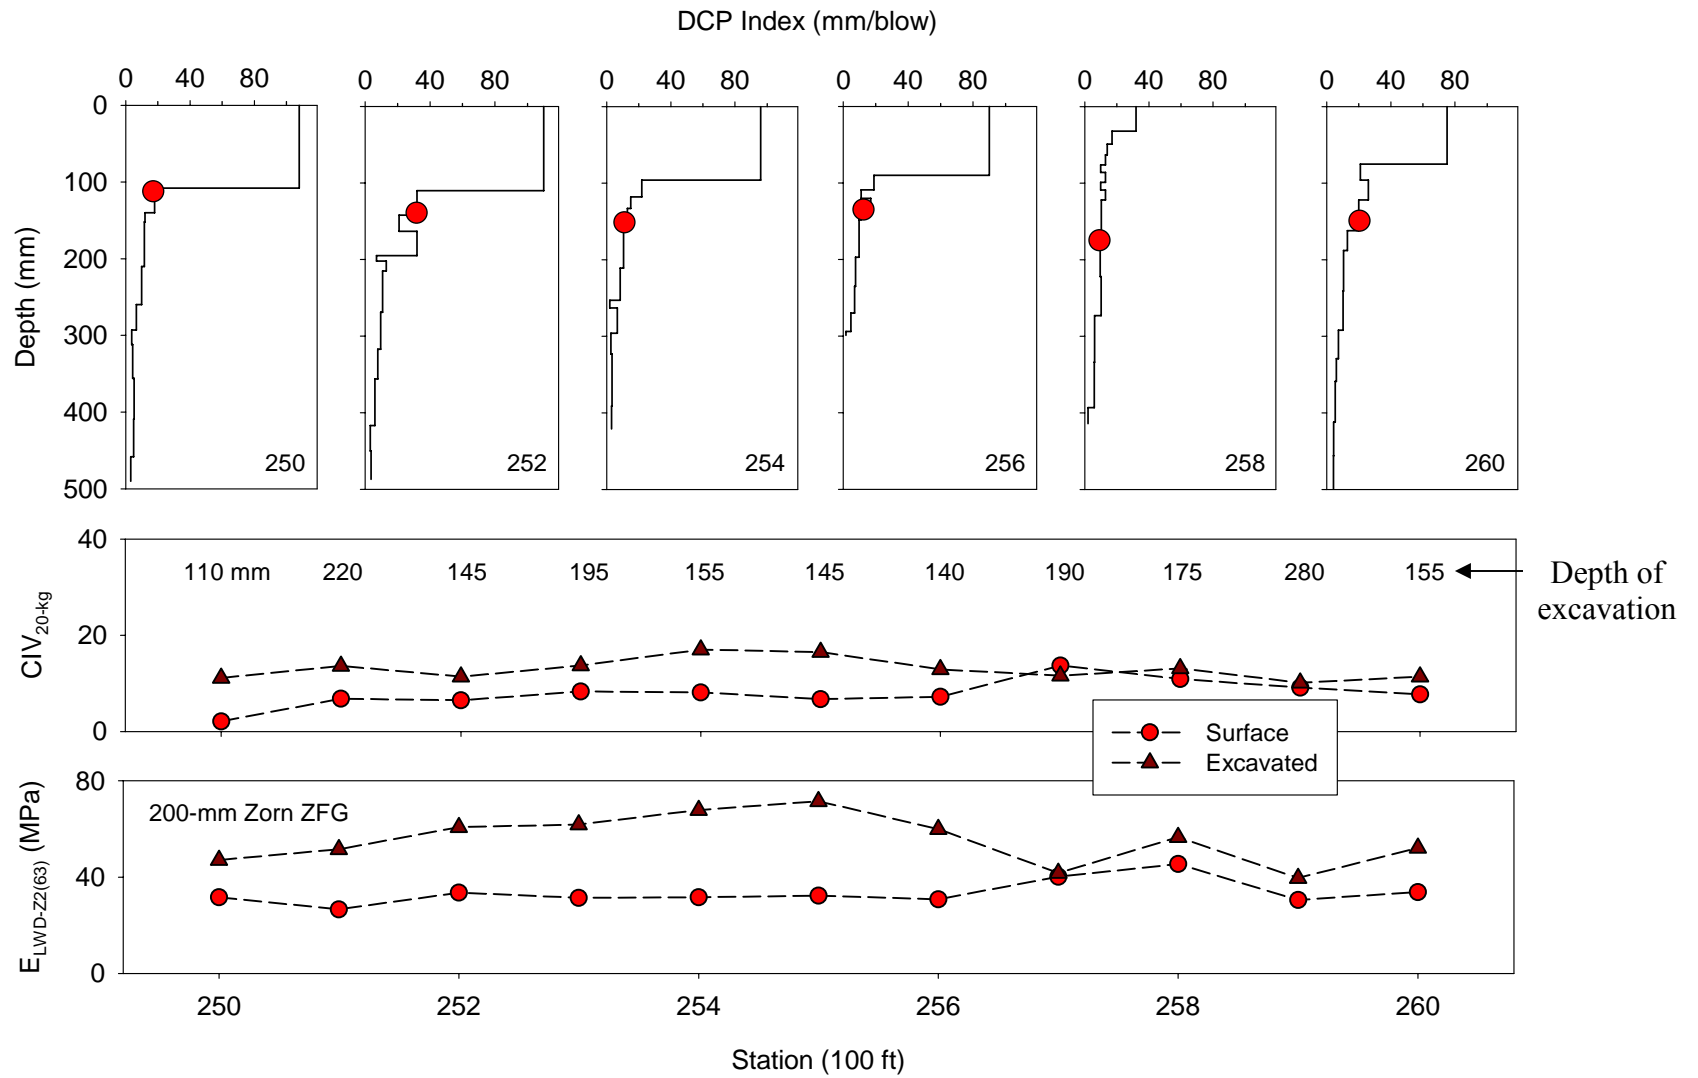 DCP Index (mm/blow)
0 40 80 0 40 80 0 40 80 0 40 80 0 40 80 0 40 80
Depth (mm)
0
100
200
300
400
500
250 252 254 256 258 260
CIV20-kg
40
20
0
110 mm 220 145 195 155 145 140 190 175 280 155
Depth of
excavation
Surface
Excavated
ELWD-Z2(63) (MPa)
80
40
0
200-mm Zorn ZFG
250 252 254 256 258 260
Station (100 ft)